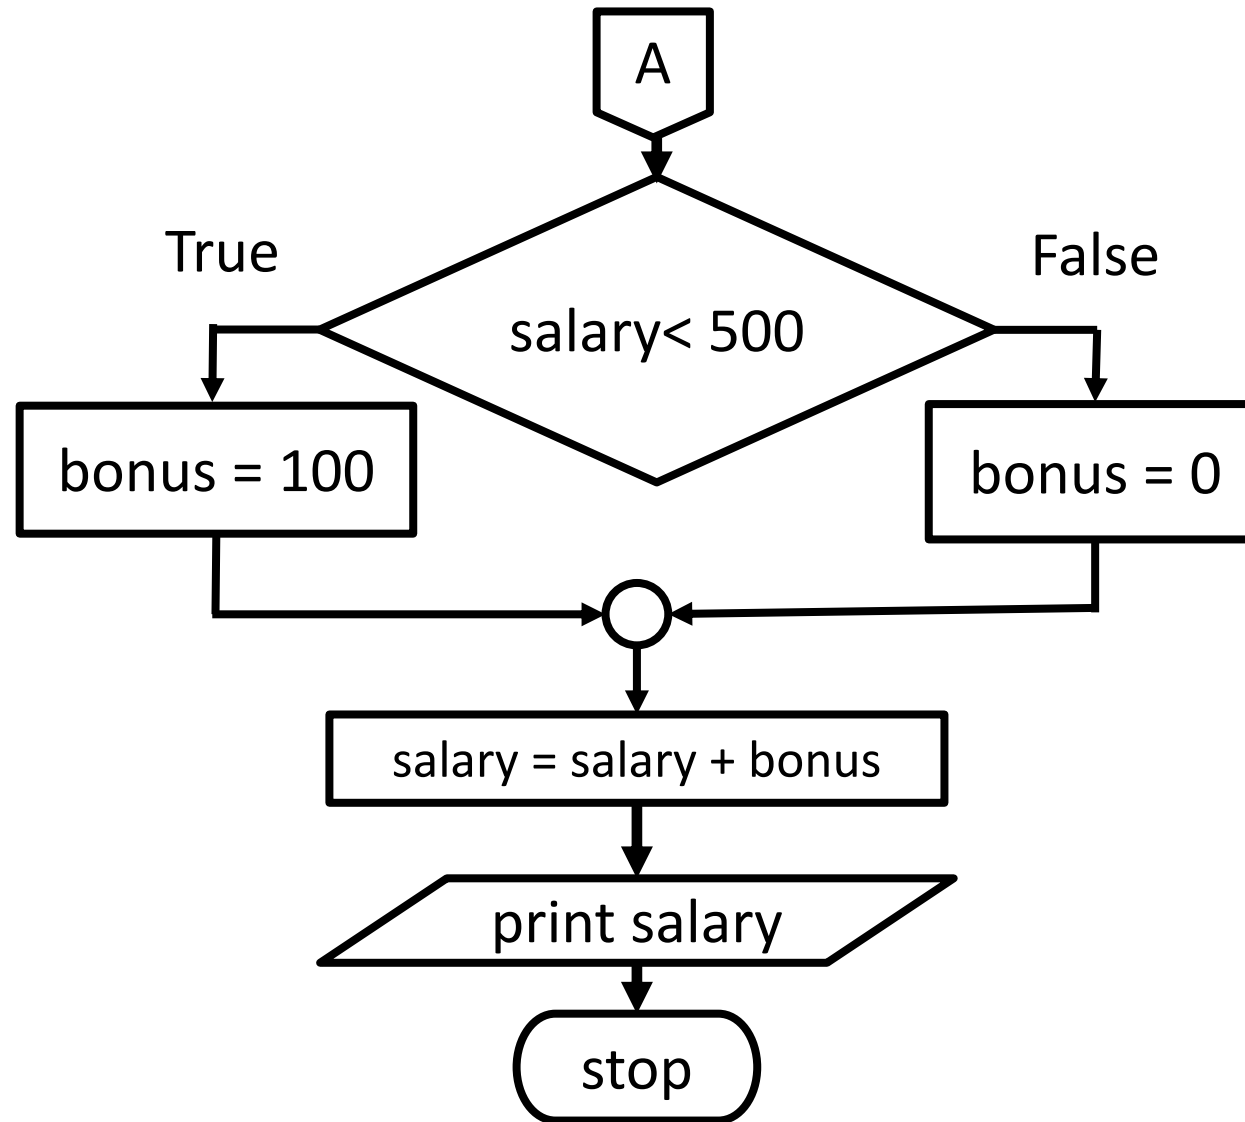 A
True
False
salary< 500
bonus = 100
bonus = 0
salary = salary + bonus
print salary
stop